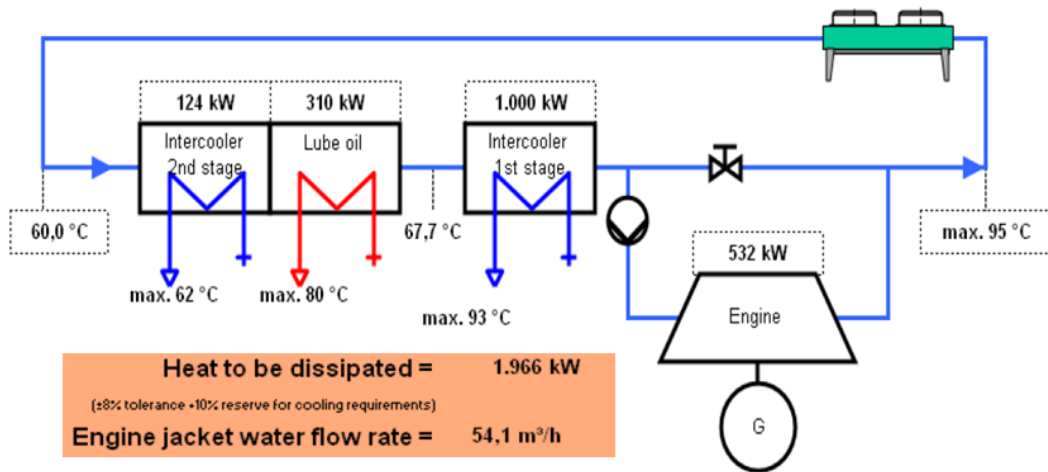 124 kW
310 kW
1.000 kW
Intercooler
2nd stage
Lube oil
Intercooler
1st stage
60,0 °C
67,7 °C
max. 95 °C
max. 62 °C
max. 80 °C
max. 93 °C
532 kW
Engine
G
Heat to be dissipated = 1.966 kW
(±8% tolerance +10% reserve for cooling requirements)
Engine jacket water flow rate = 54,1 m³/h